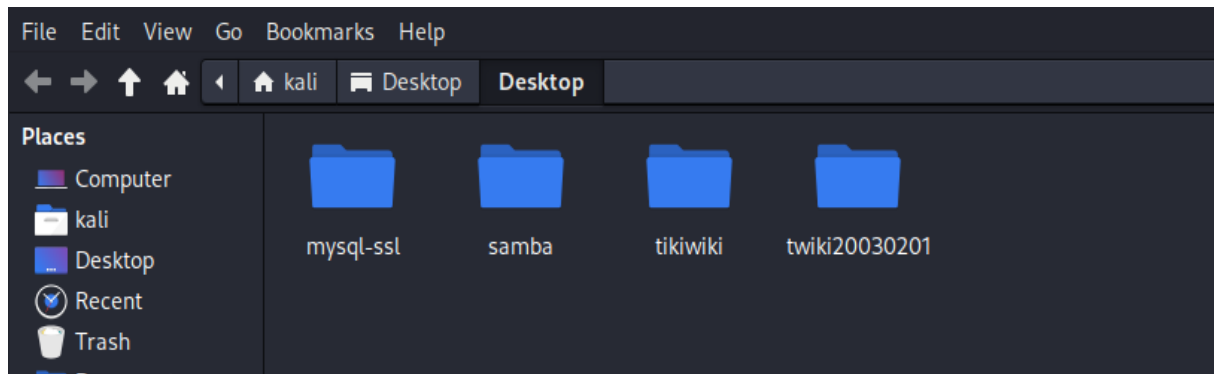 File Edit View Go Bookmarks Help
kali Desktop Desktop
Places
Computer
kali
Desktop
Recent
Trash
mysql-ssl samba tikiwiki twiki20030201